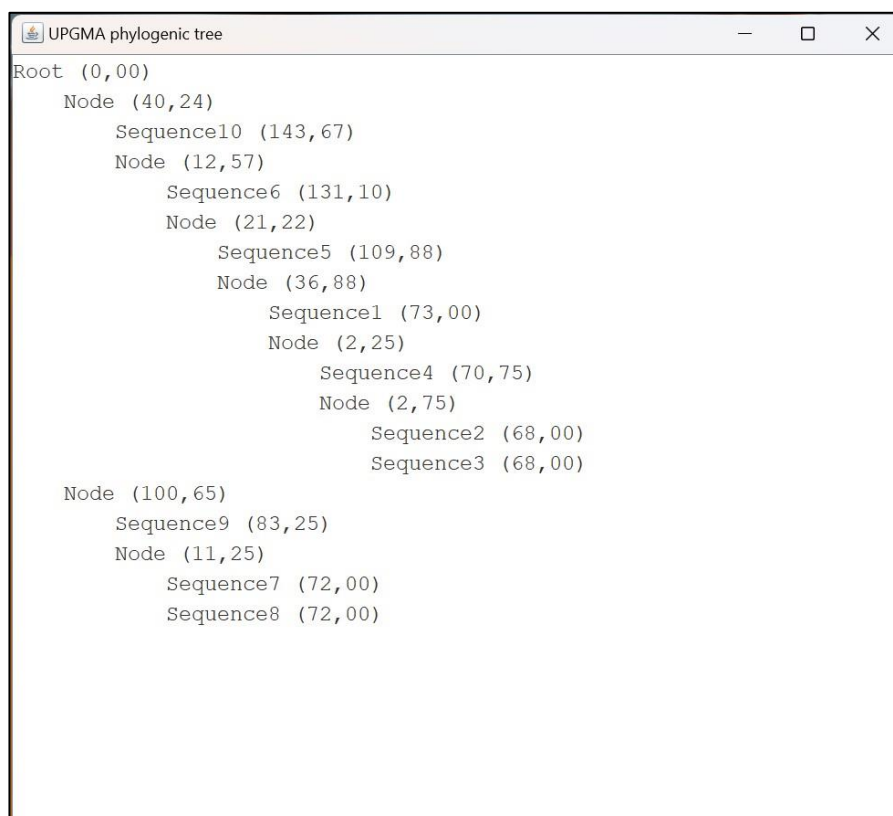 UPGMA phylogenic tree
Root (0,00)
Node (40,24)
Sequence10 (143,67)
Node (12,57)
Sequence6 (131,10)
Node (21,22)
Sequence5 (109,88)
Node (36,88)
Sequence1 (73,00)
Node (2,25)
Sequence4 (70,75)
Node (2,75)
Sequence2 (68,00)
Sequence3 (68,00)
Node (100,65)
Sequence9 (83,25)
Node (11,25)
Sequence7 (72,00)
Sequence8 (72,00)